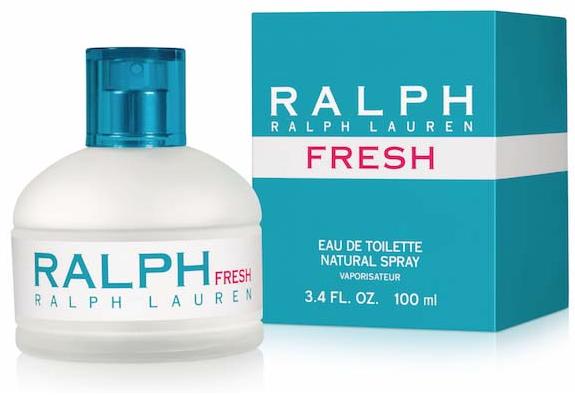 RALPH FRESH
RALPH LAUREN
RALPH
RALPH LAUREN
FRESH
EAU DE TOILETTE
NATURAL SPRAY
VAPORISATEUR
3.4 FL. OZ. 100 ml